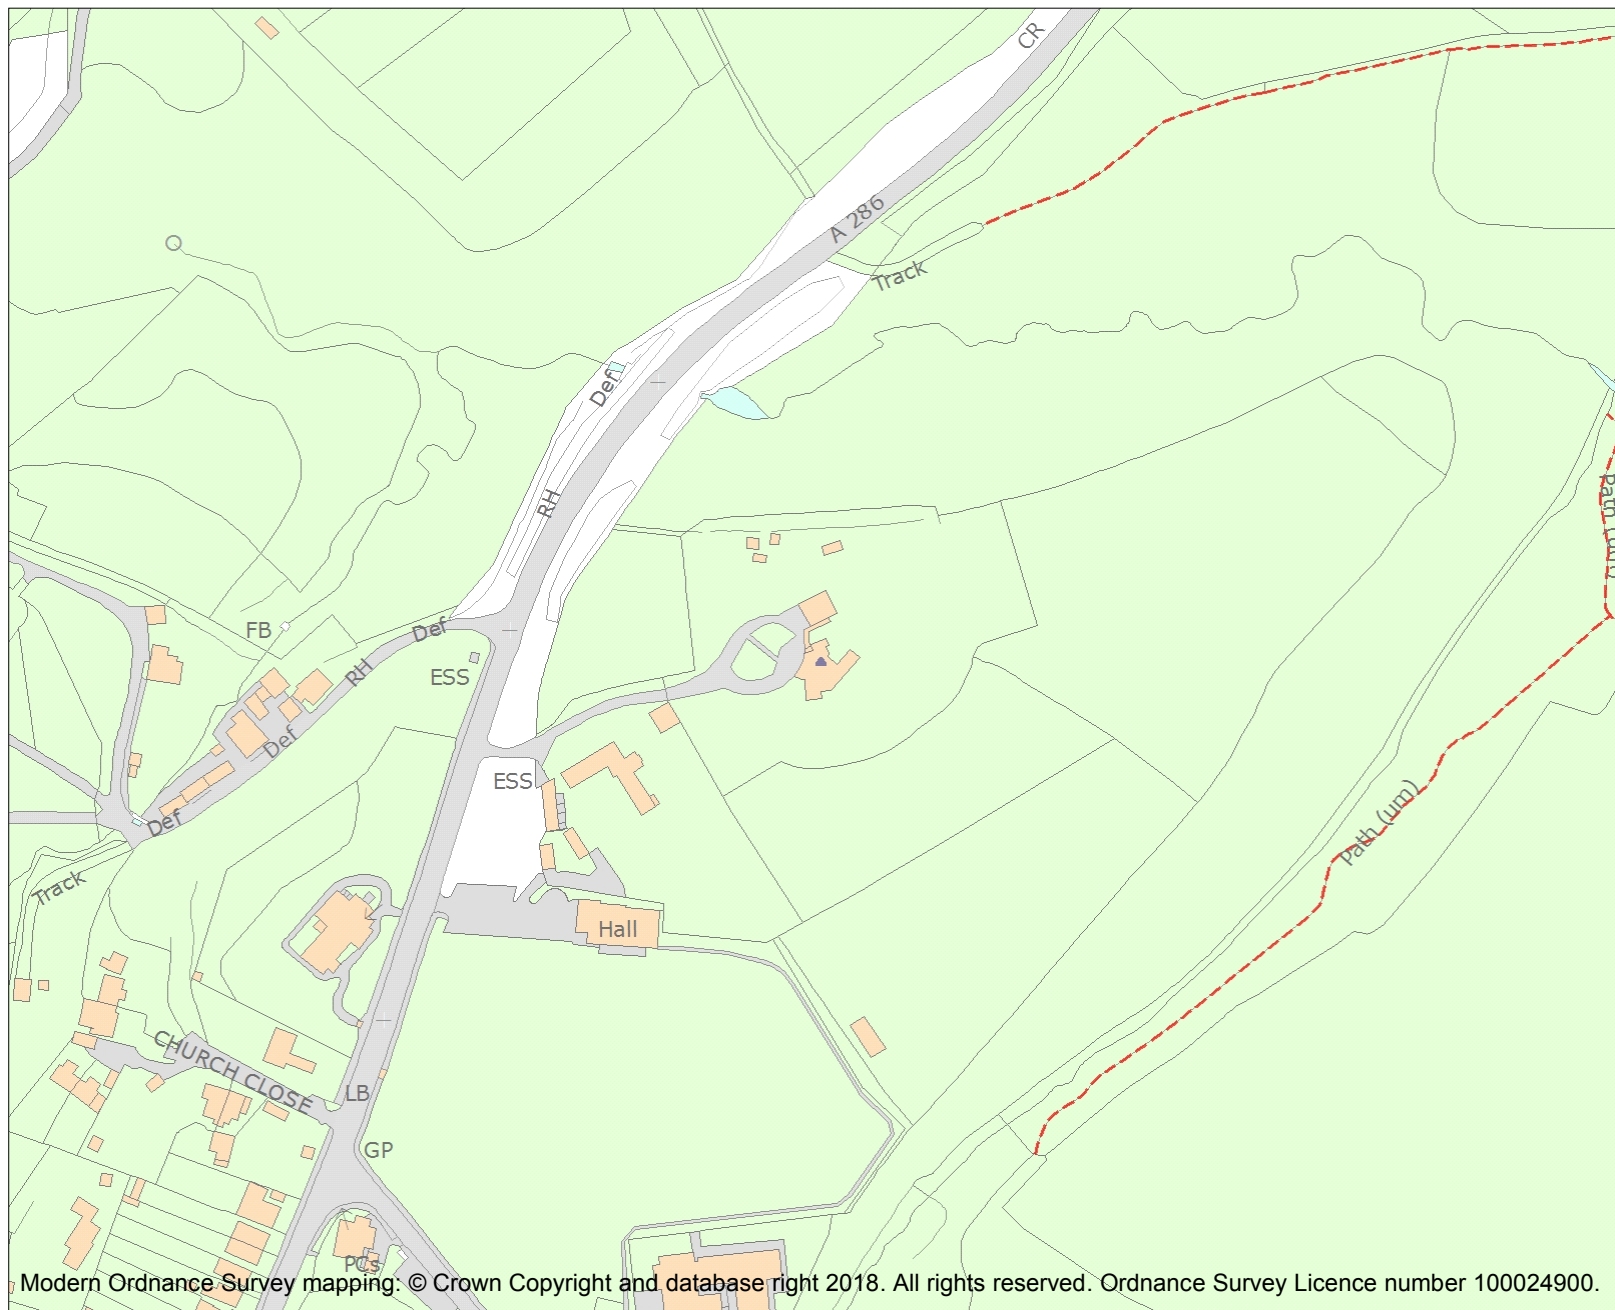 CR
A 286
Track
Def
RH
Path (um)
FB
Def
ESS
RH
Def
ESS
Def
Path (um)
Track
Hall
CHURCH CLOSE
LB
GP
PCs
Modern Ordnance Survey mapping: © Crown Copyright and database right 2018. All rights reserved. Ordnance Survey Licence number 100024900.